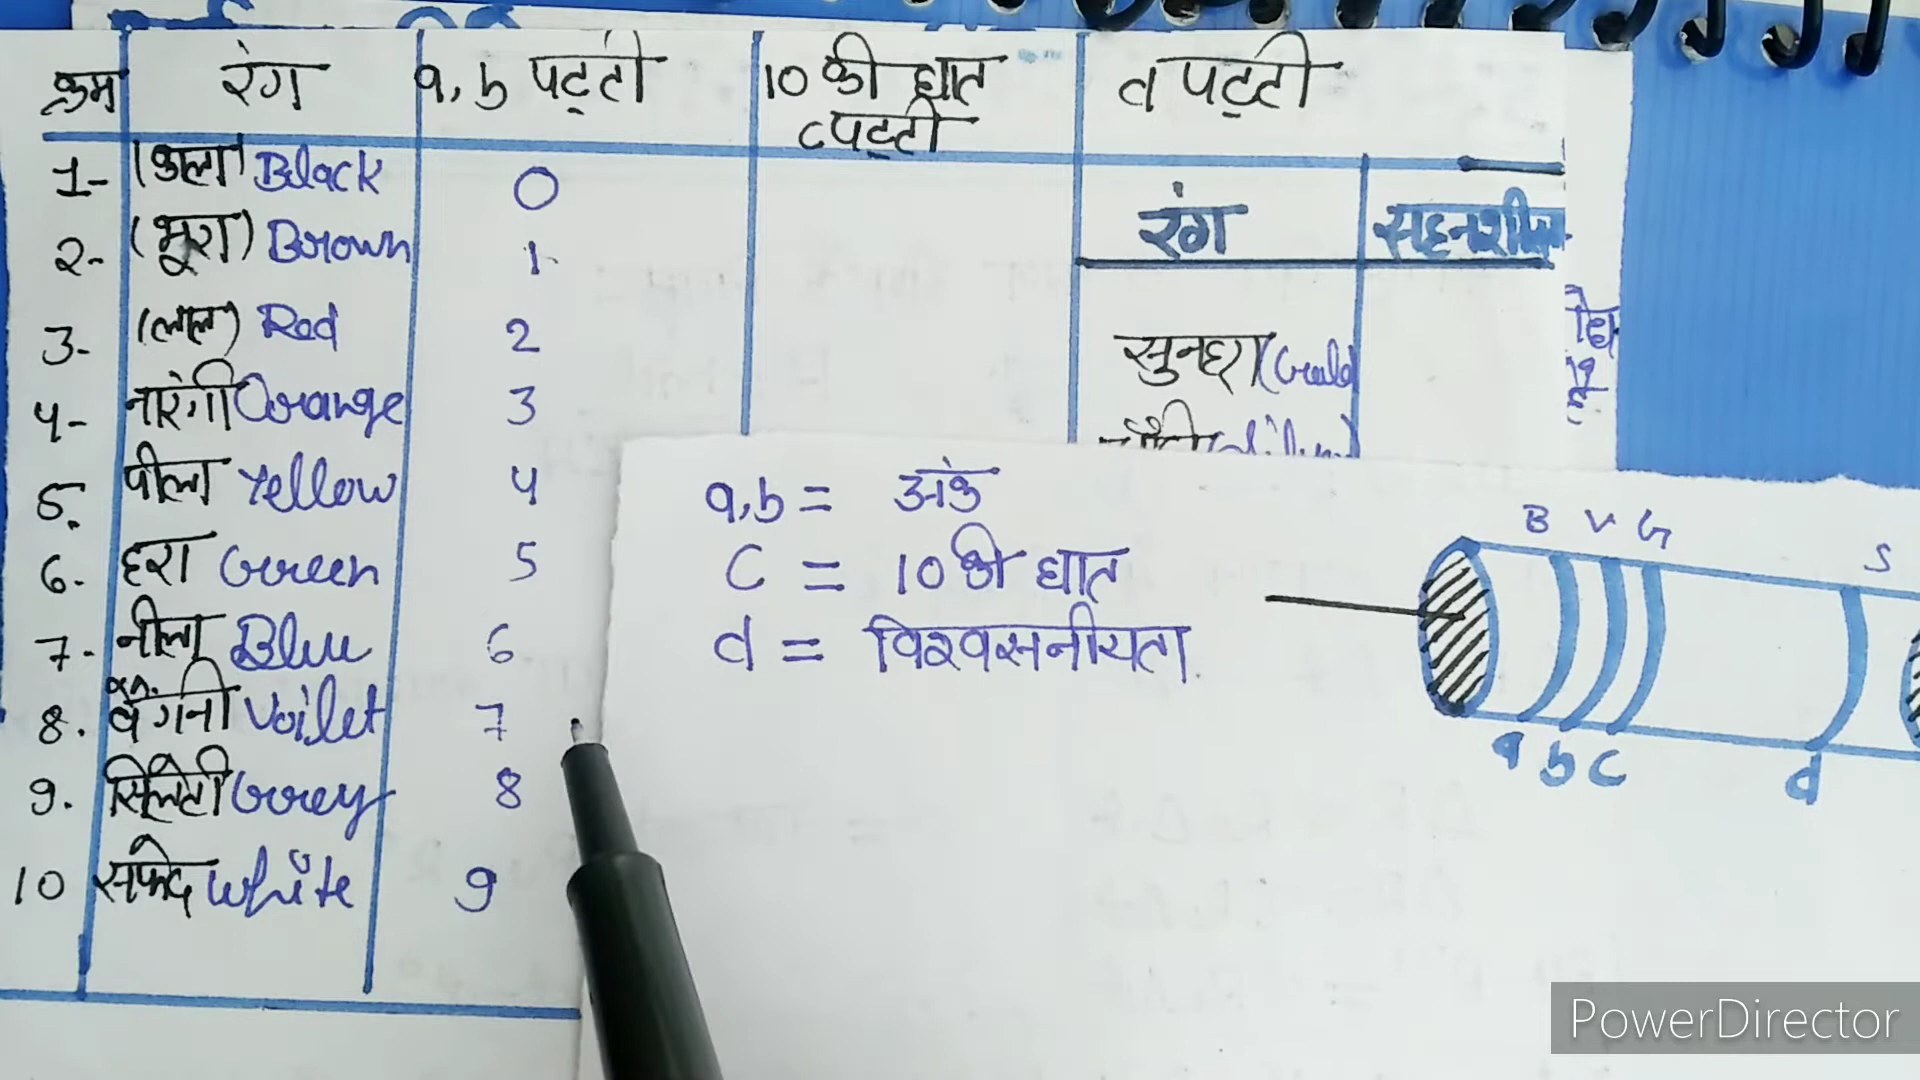 क्रम रंग a, b पट्टी 10 की घात d पट्टी
c पट्टी
1- (काला) Black 0
2- (भूरा) Brown 1
3- (लाल) Red 2
4- नारंगी Orange 3
5. पीला Yellow 4
6- हरा Green 5
7- नीला Blue 6
8. बैंगनी Voilet 7
9. सिलेटी Grey 8
10 सफेद White 9
रंग
सुनहरा (Gold
a,b = अंक
c = 10 की घात
d = विश्वसनीयता
B V G S
a b c d
PowerDirector